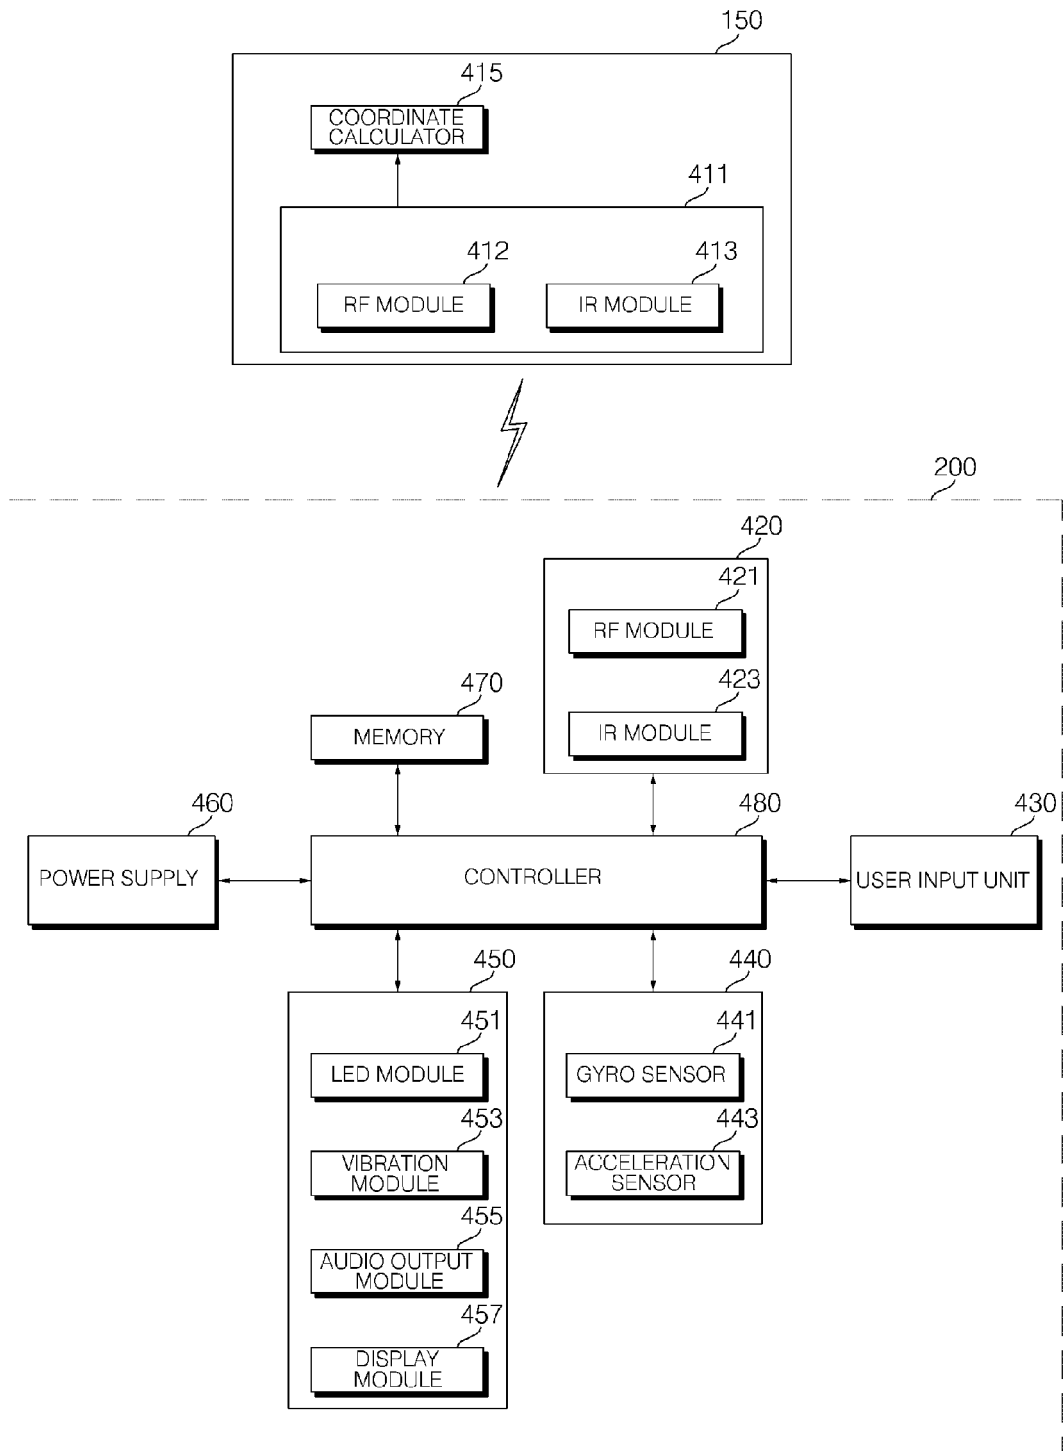 150
415
COORDINATE
CALCULATOR
411
412
413
RF MODULE
IR MODULE
200
420
421
RF MODULE
423
IR MODULE
470
MEMORY
460
480
430
POWER SUPPLY
CONTROLLER
USER INPUT UNIT
450
440
451
441
LED MODULE
GYRO SENSOR
453
443
VIBRATION
MODULE
ACCELERATION
SENSOR
455
AUDIO OUTPUT
MODULE
457
DISPLAY
MODULE